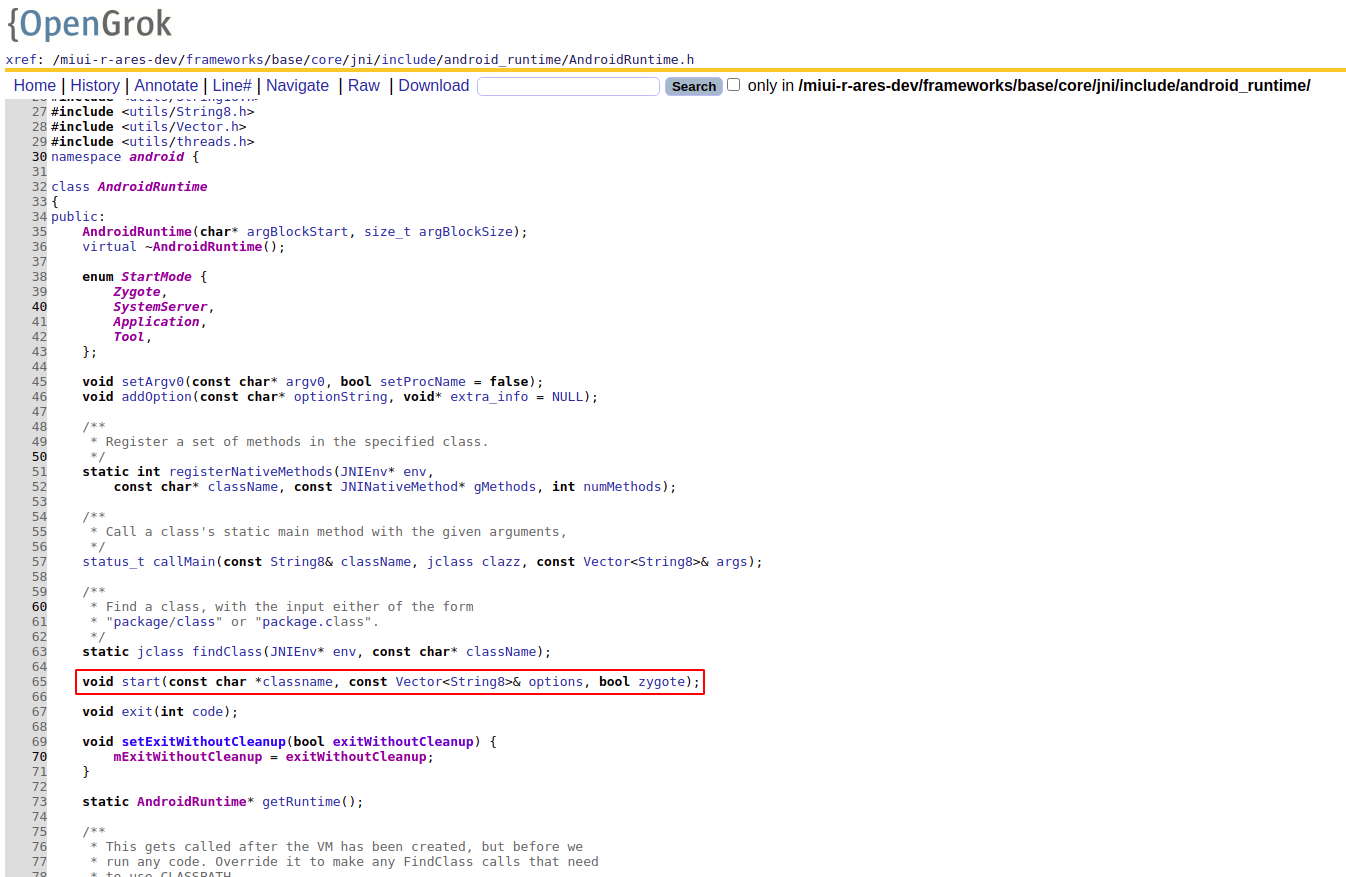 {OpenGrok
xref: /miui-r-ares-dev/frameworks/base/core/jni/include/android_runtime/AndroidRuntime.h
Home | History | Annotate | Line# | Navigate | Raw | Download Search only in /miui-r-ares-dev/frameworks/base/core/jni/include/android_runtime/
26 #include <utils/String16.h>
27 #include <utils/String8.h>
28 #include <utils/Vector.h>
29 #include <utils/threads.h>
30 namespace android {
31
32 class AndroidRuntime
33 {
34 public:
35     AndroidRuntime(char* argBlockStart, size_t argBlockSize);
36     virtual ~AndroidRuntime();
37
38     enum StartMode {
39         Zygote,
40         SystemServer,
41         Application,
42         Tool,
43     };
44
45     void setArgv0(const char* argv0, bool setProcName = false);
46     void addOption(const char* optionString, void* extra_info = NULL);
47
48     /**
49      * Register a set of methods in the specified class.
50      */
51     static int registerNativeMethods(JNIEnv* env,
52         const char* className, const JNINativeMethod* gMethods, int numMethods);
53
54     /**
55      * Call a class's static main method with the given arguments,
56      */
57     status_t callMain(const String8& className, jclass clazz, const Vector<String8>& args);
58
59     /**
60      * Find a class, with the input either of the form
61      * "package/class" or "package.class".
62      */
63     static jclass findClass(JNIEnv* env, const char* className);
64
65     void start(const char *classname, const Vector<String8>& options, bool zygote);
66
67     void exit(int code);
68
69     void setExitWithoutCleanup(bool exitWithoutCleanup) {
70         mExitWithoutCleanup = exitWithoutCleanup;
71     }
72
73     static AndroidRuntime* getRuntime();
74
75     /**
76      * This gets called after the VM has been created, but before we
77      * run any code. Override it to make any FindClass calls that need
78      * to use CLASSPATH